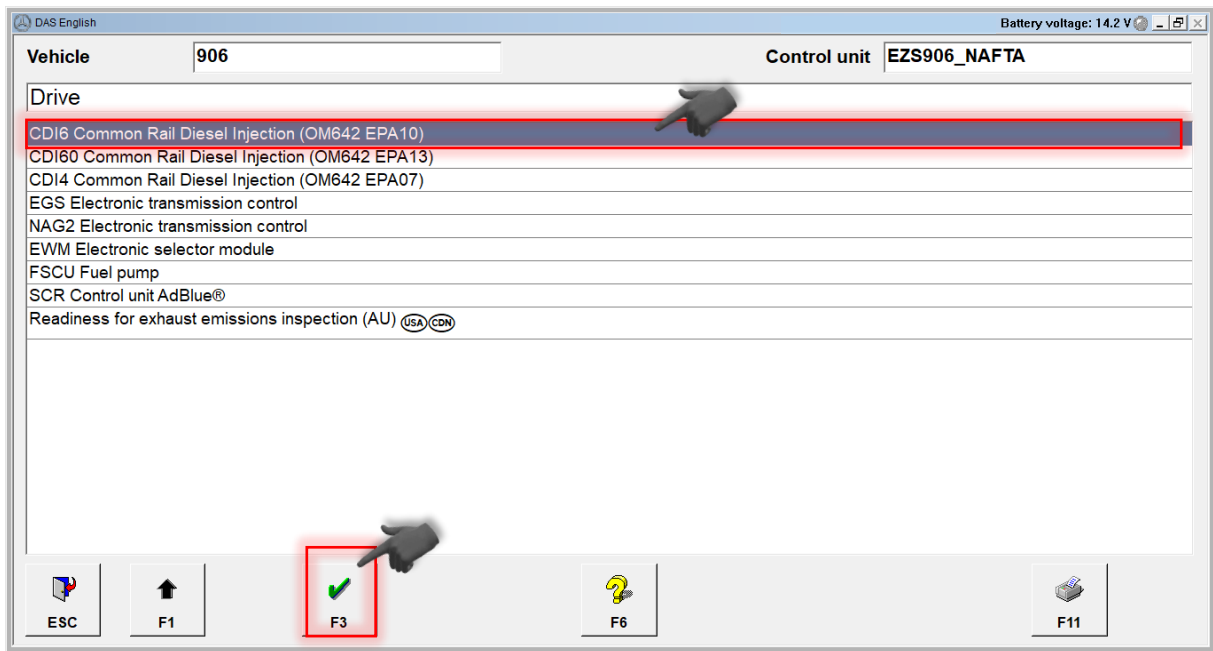 DAS English
Battery voltage: 14.2 V
Vehicle 906 Control unit EZS906_NAFTA
Drive
CDI6 Common Rail Diesel Injection (OM642 EPA10)
CDI60 Common Rail Diesel Injection (OM642 EPA13)
CDI4 Common Rail Diesel Injection (OM642 EPA07)
EGS Electronic transmission control
NAG2 Electronic transmission control
EWM Electronic selector module
FSCU Fuel pump
SCR Control unit AdBlue®
Readiness for exhaust emissions inspection (AU) USA CDN
ESC F1 F3 F6 F11